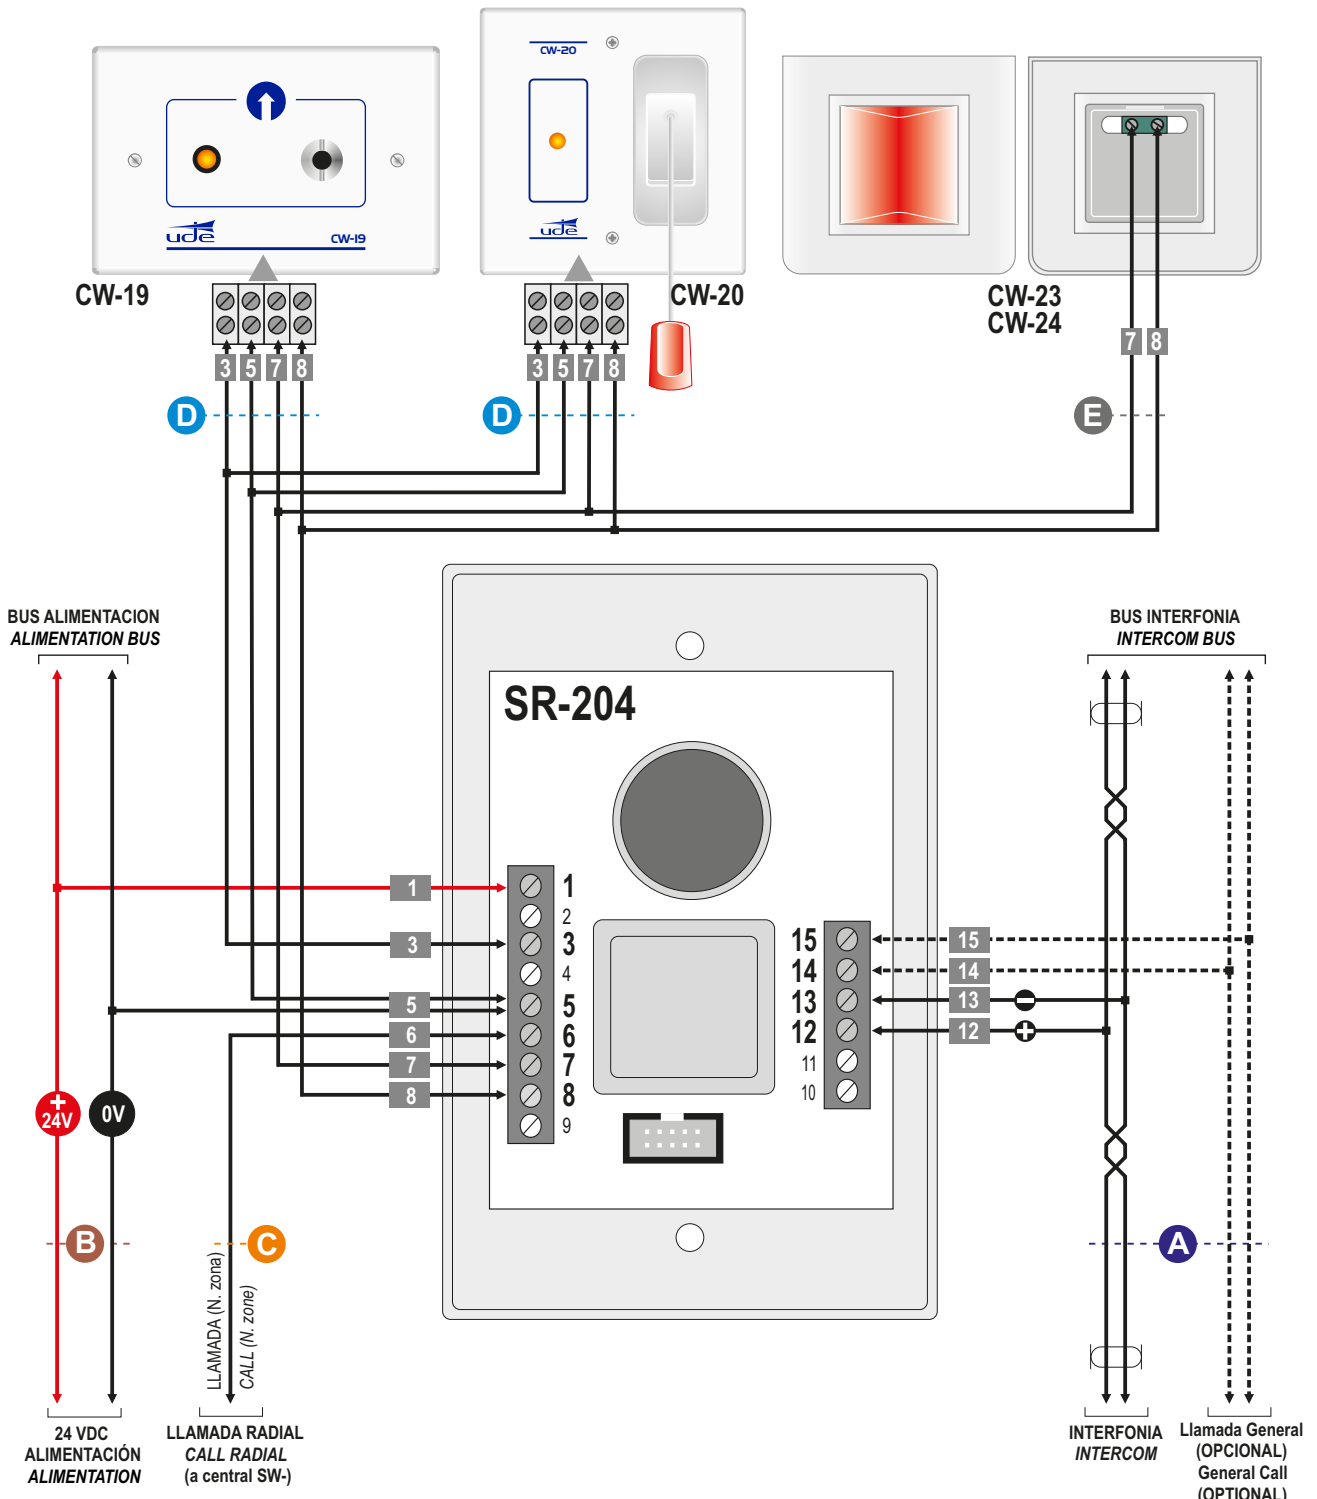 CW-20
ude
CW-19
ude
CW-19
CW-20
CW-23
CW-24
3 5 7 8
3 5 7 8
7 8
D
D
E
BUS ALIMENTACION
ALIMENTATION BUS
BUS INTERFONIA
INTERCOM BUS
SR-204
1
3
5
6
7
8
1
2
3
4
5
6
7
8
9
15
14
13
12
11
10
15
14
13
12
+
24V
0V
B
C
A
LLAMADA (N. zona)
CALL (N. zone)
24 VDC
ALIMENTACIÓN
ALIMENTATION
LLAMADA RADIAL
CALL RADIAL
(a central SW-)
INTERFONIA
INTERCOM
Llamada General
(OPCIONAL)
General Call
(OPTIONAL)